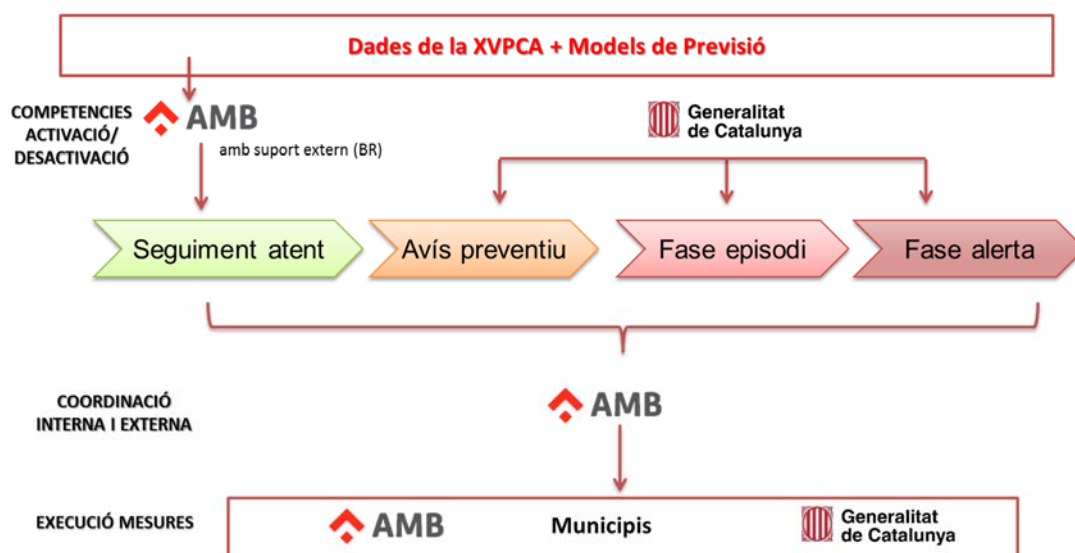 Dades de la XVPCA + Models de Previsió
COMPETENCIES
ACTIVACIÓ/
DESACTIVACIÓ
AMB
amb suport extern (BR)
Generalitat
de Catalunya
Seguiment atent
Avís preventiu
Fase episodi
Fase alerta
COORDINACIÓ
INTERNA I EXTERNA
AMB
EXECUCIÓ MESURES
AMB
Municipis
Generalitat
de Catalunya